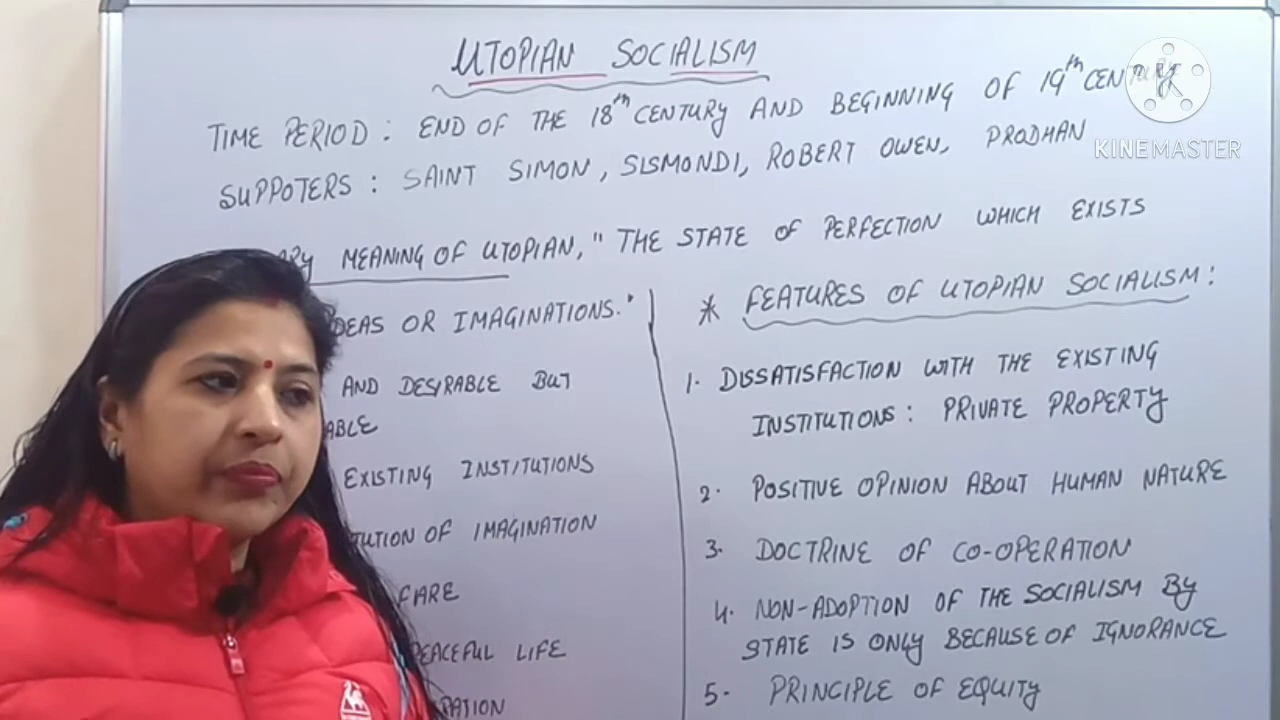 UTOPIAN SOCIALISM
TIME PERIOD : END OF THE 18th CENTURY AND BEGINNING OF 19th CENTURY
SUPPOTERS : SAINT SIMON, SISMONDI, ROBERT OWEN, PRODHAN
KINEMASTER
ARY MEANING OF UTOPIAN, "THE STATE OF PERFECTION WHICH EXISTS
IDEAS OR IMAGINATIONS."
AND DESIRABLE BUT
ABLE
EXISTING INSTITUTIONS
TUTION OF IMAGINATION
FARE
PEACEFUL LIFE
RATION
* FEATURES OF UTOPIAN SOCIALISM :
1. DISSATISFACTION WITH THE EXISTING
INSTITUTIONS : PRIVATE PROPERTY
2. POSITIVE OPINION ABOUT HUMAN NATURE
3. DOCTRINE OF CO-OPERATION
4. NON-ADOPTION OF THE SOCIALISM BY
STATE IS ONLY BECAUSE OF IGNORANCE
5. PRINCIPLE OF EQUITY